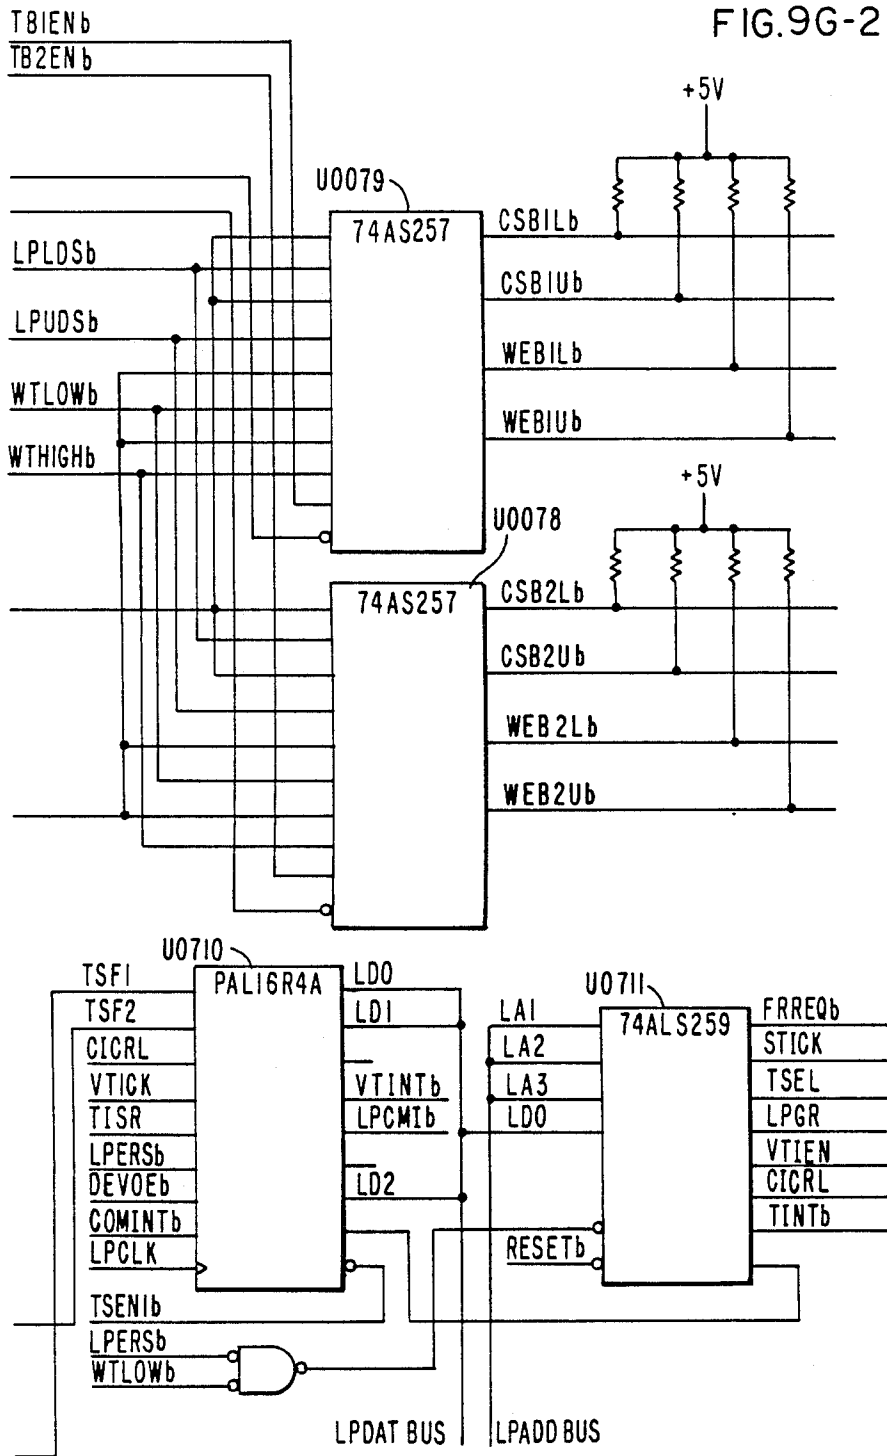 FIG.9G-2
TB1ENb
TB2ENb
+5V
U0079
74AS257
CSB1Lb
LPLDSb
CSB1Ub
LPUDSb
WEB1Lb
WTLOWb
WEB1Ub
WTHIGHb
+5V
U0078
74AS257
CSB2Lb
CSB2Ub
WEB2Lb
WEB2Ub
U0710
PAL16R4A
TSF1
TSF2
CICRL
VTICK
TISR
LPERSb
DEVOEb
COMINTb
LPCLK
TSEN1b
LPERSb
WTLOWb
LD0
LD1
VTINTb
LPCMIb
LD2
U0711
74ALS259
LA1
LA2
LA3
LD0
RESETb
FRREQb
STICK
TSEL
LPGR
VTIEN
CICRL
TINTb
LPDAT BUS
LPADD BUS